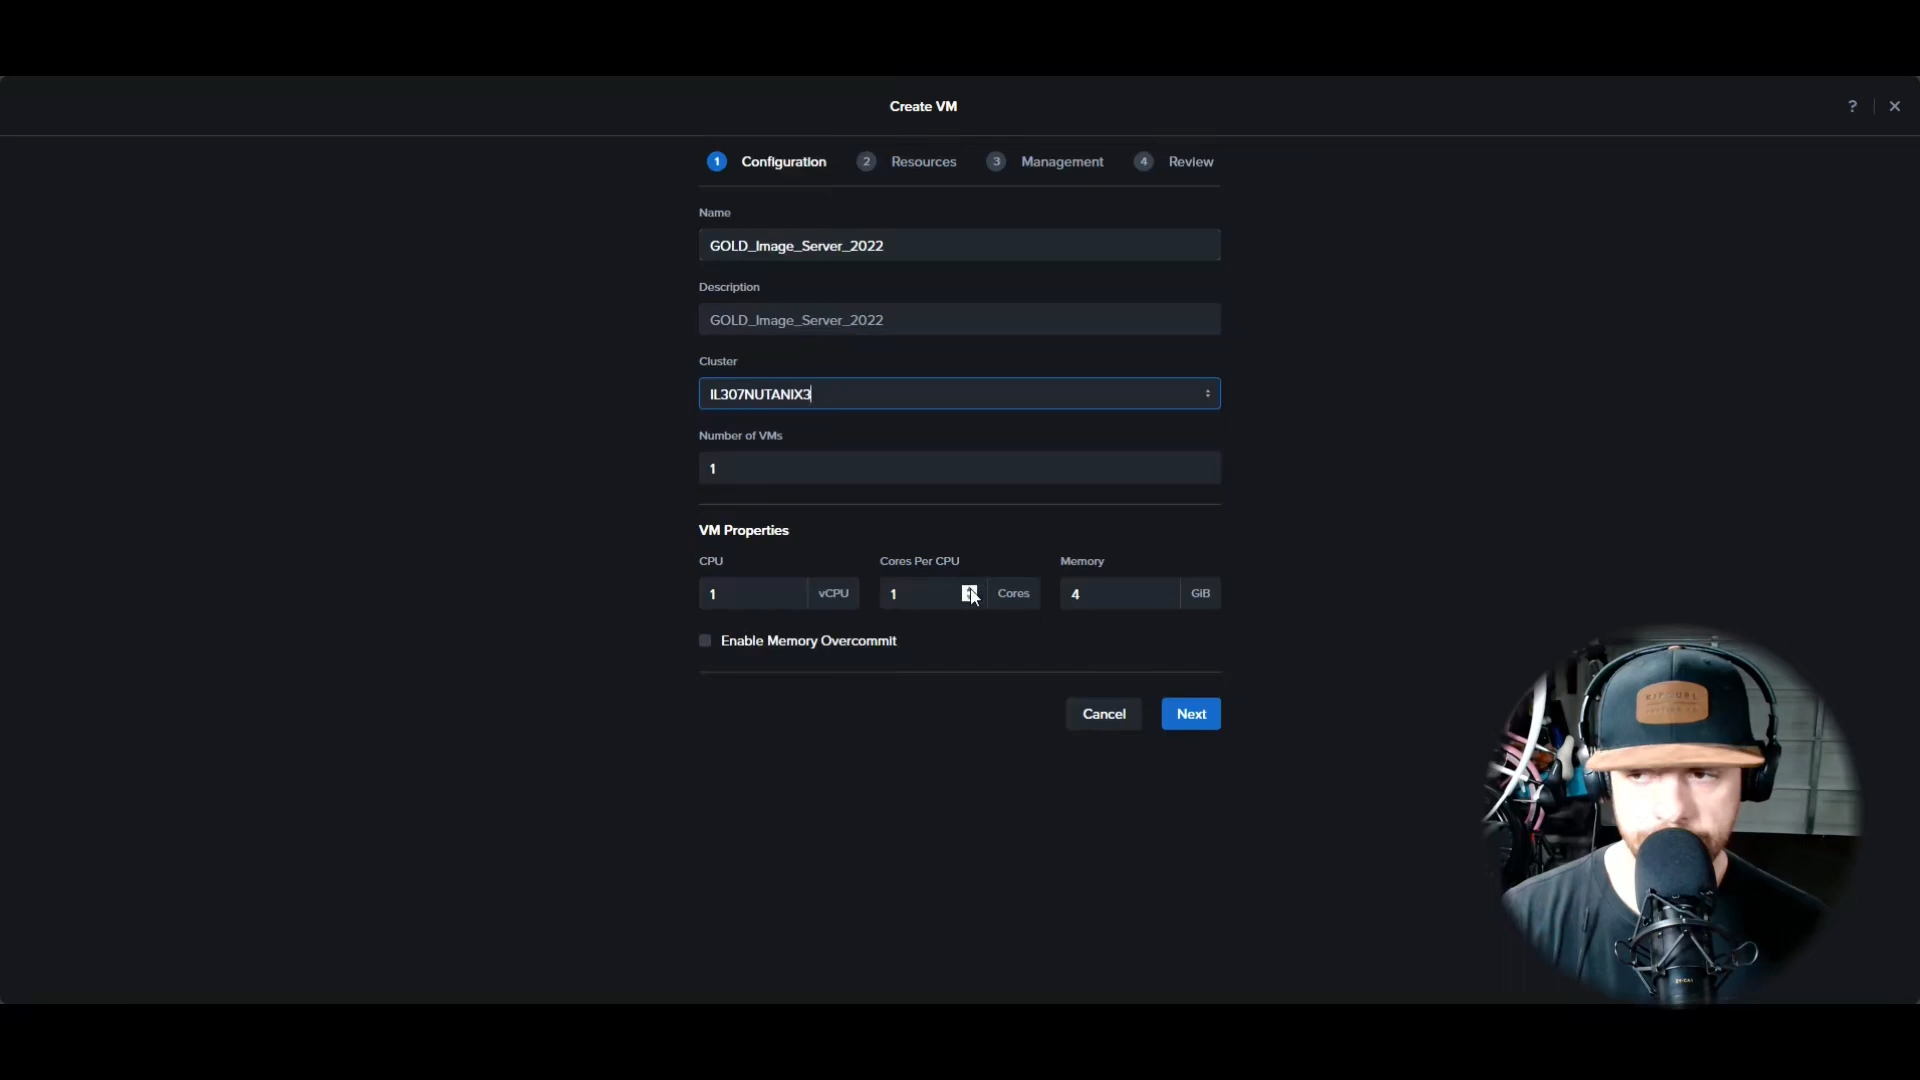 Create VM
?
1 Configuration 2 Resources 3 Management 4 Review
Name
GOLD_Image_Server_2022
Description
GOLD_Image_Server_2022
Cluster
IL307NUTANIX3
Number of VMs
1
VM Properties
CPU Cores Per CPU Memory
1 vCPU 1 Cores 4 GiB
Enable Memory Overcommit
Cancel Next
RIP CURL